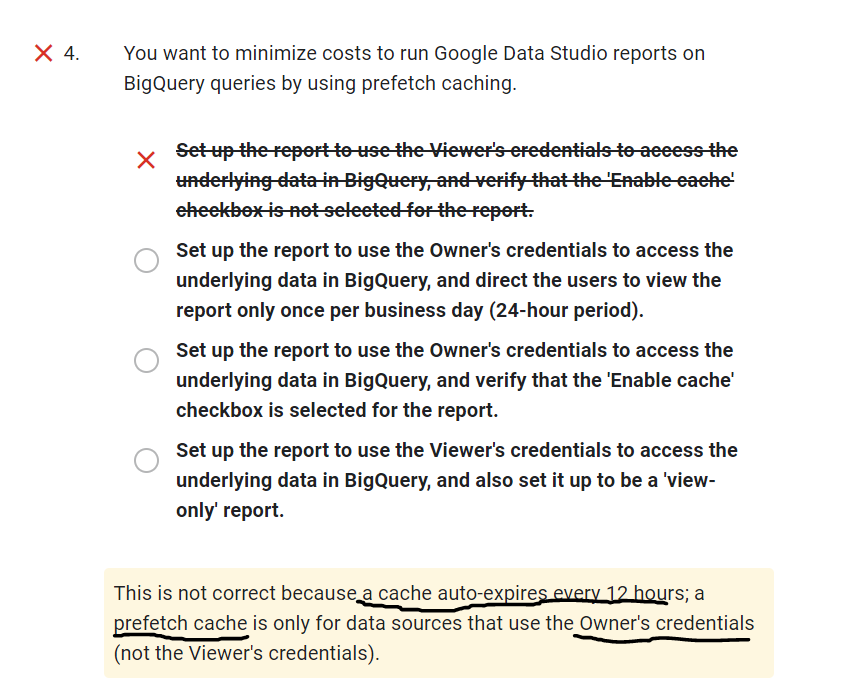 4. You want to minimize costs to run Google Data Studio reports on
BigQuery queries by using prefetch caching.
Set up the report to use the Viewer's credentials to access the
underlying data in BigQuery, and verify that the 'Enable cache'
checkbox is not selected for the report.
Set up the report to use the Owner's credentials to access the
underlying data in BigQuery, and direct the users to view the
report only once per business day (24-hour period).
Set up the report to use the Owner's credentials to access the
underlying data in BigQuery, and verify that the 'Enable cache'
checkbox is selected for the report.
Set up the report to use the Viewer's credentials to access the
underlying data in BigQuery, and also set it up to be a 'view-
only' report.
This is not correct because a cache auto-expires every 12 hours; a
prefetch cache is only for data sources that use the Owner's credentials
(not the Viewer's credentials).